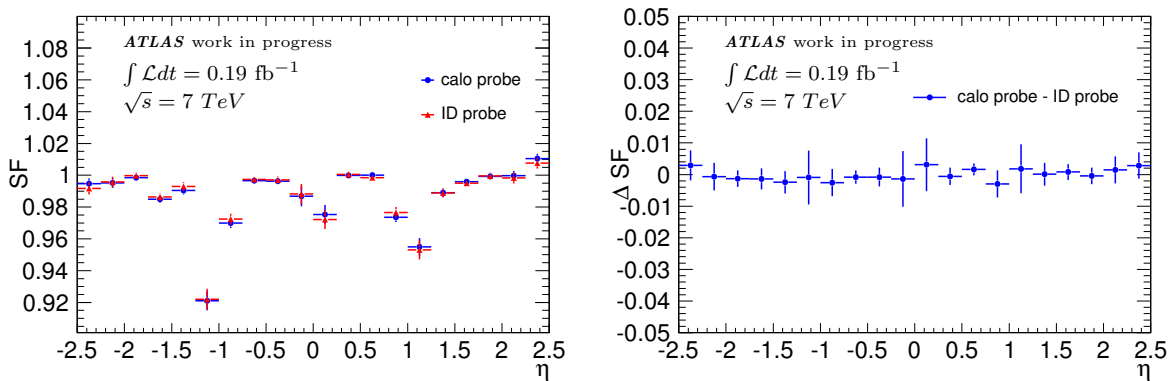 1.08
1.06
1.04
1.02
1
0.98
0.96
0.94
0.92
SF
ATLAS work in progress
∫ ℒdt = 0.19 fb⁻¹
√s = 7 TeV
calo probe
ID probe
-2.5 -2 -1.5 -1 -0.5 0 0.5 1 1.5 2 2.5
η
0.05
0.04
0.03
0.02
0.01
0
-0.01
-0.02
-0.03
-0.04
-0.05
Δ SF
ATLAS work in progress
∫ ℒdt = 0.19 fb⁻¹
√s = 7 TeV
calo probe - ID probe
-2.5 -2 -1.5 -1 -0.5 0 0.5 1 1.5 2 2.5
η